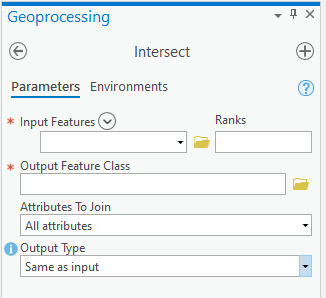 Geoprocessing
Intersect
Parameters Environments
* Input Features Ranks
* Output Feature Class
Attributes To Join
All attributes
Output Type
Same as input